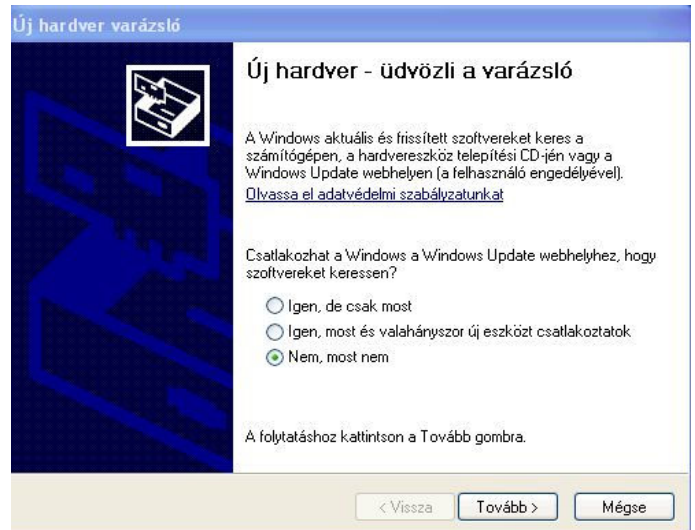 Új hardver varázsló
Új hardver - üdvözli a varázsló
A Windows aktuális és frissített szoftvereket keres a
számítógépen, a hardvereszköz telepítési CD-jén vagy a
Windows Update webhelyen (a felhasználó engedélyével).
Olvassa el adatvédelmi szabályzatunkat
Csatlakozhat a Windows a Windows Update webhelyhez, hogy
szoftvereket keressen?
Igen, de csak most
Igen, most és valahányszor új eszközt csatlakoztatok
Nem, most nem
A folytatáshoz kattintson a Tovább gombra.
< Vissza Tovább > Mégse